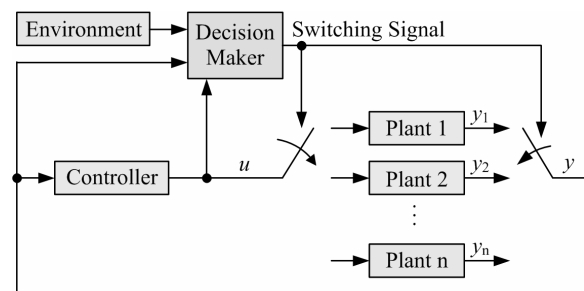 Environment
Decision
Maker
Switching Signal
Plant 1
y1
Controller
u
Plant 2
y2
y
⋮
Plant n
yn